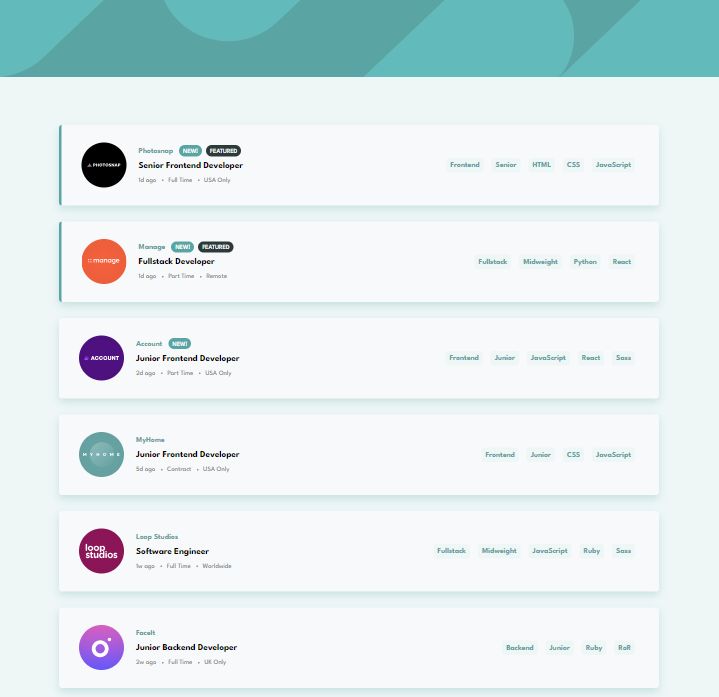 PHOTOSNAP
Photosnap NEW! FEATURED
Senior Frontend Developer
1d ago • Full Time • USA Only
Frontend Senior HTML CSS JavaScript
manage
Manage NEW! FEATURED
Fullstack Developer
1d ago • Part Time • Remote
Fullstack Midweight Python React
ACCOUNT
Account NEW!
Junior Frontend Developer
2d ago • Part Time • USA Only
Frontend Junior JavaScript React Sass
MYHOME
MyHome
Junior Frontend Developer
5d ago • Contract • USA Only
Frontend Junior CSS JavaScript
loop
studios
Loop Studios
Software Engineer
1w ago • Full Time • Worldwide
Fullstack Midweight JavaScript Ruby Sass
FaceIt
Junior Backend Developer
2w ago • Full Time • UK Only
Backend Junior Ruby RoR